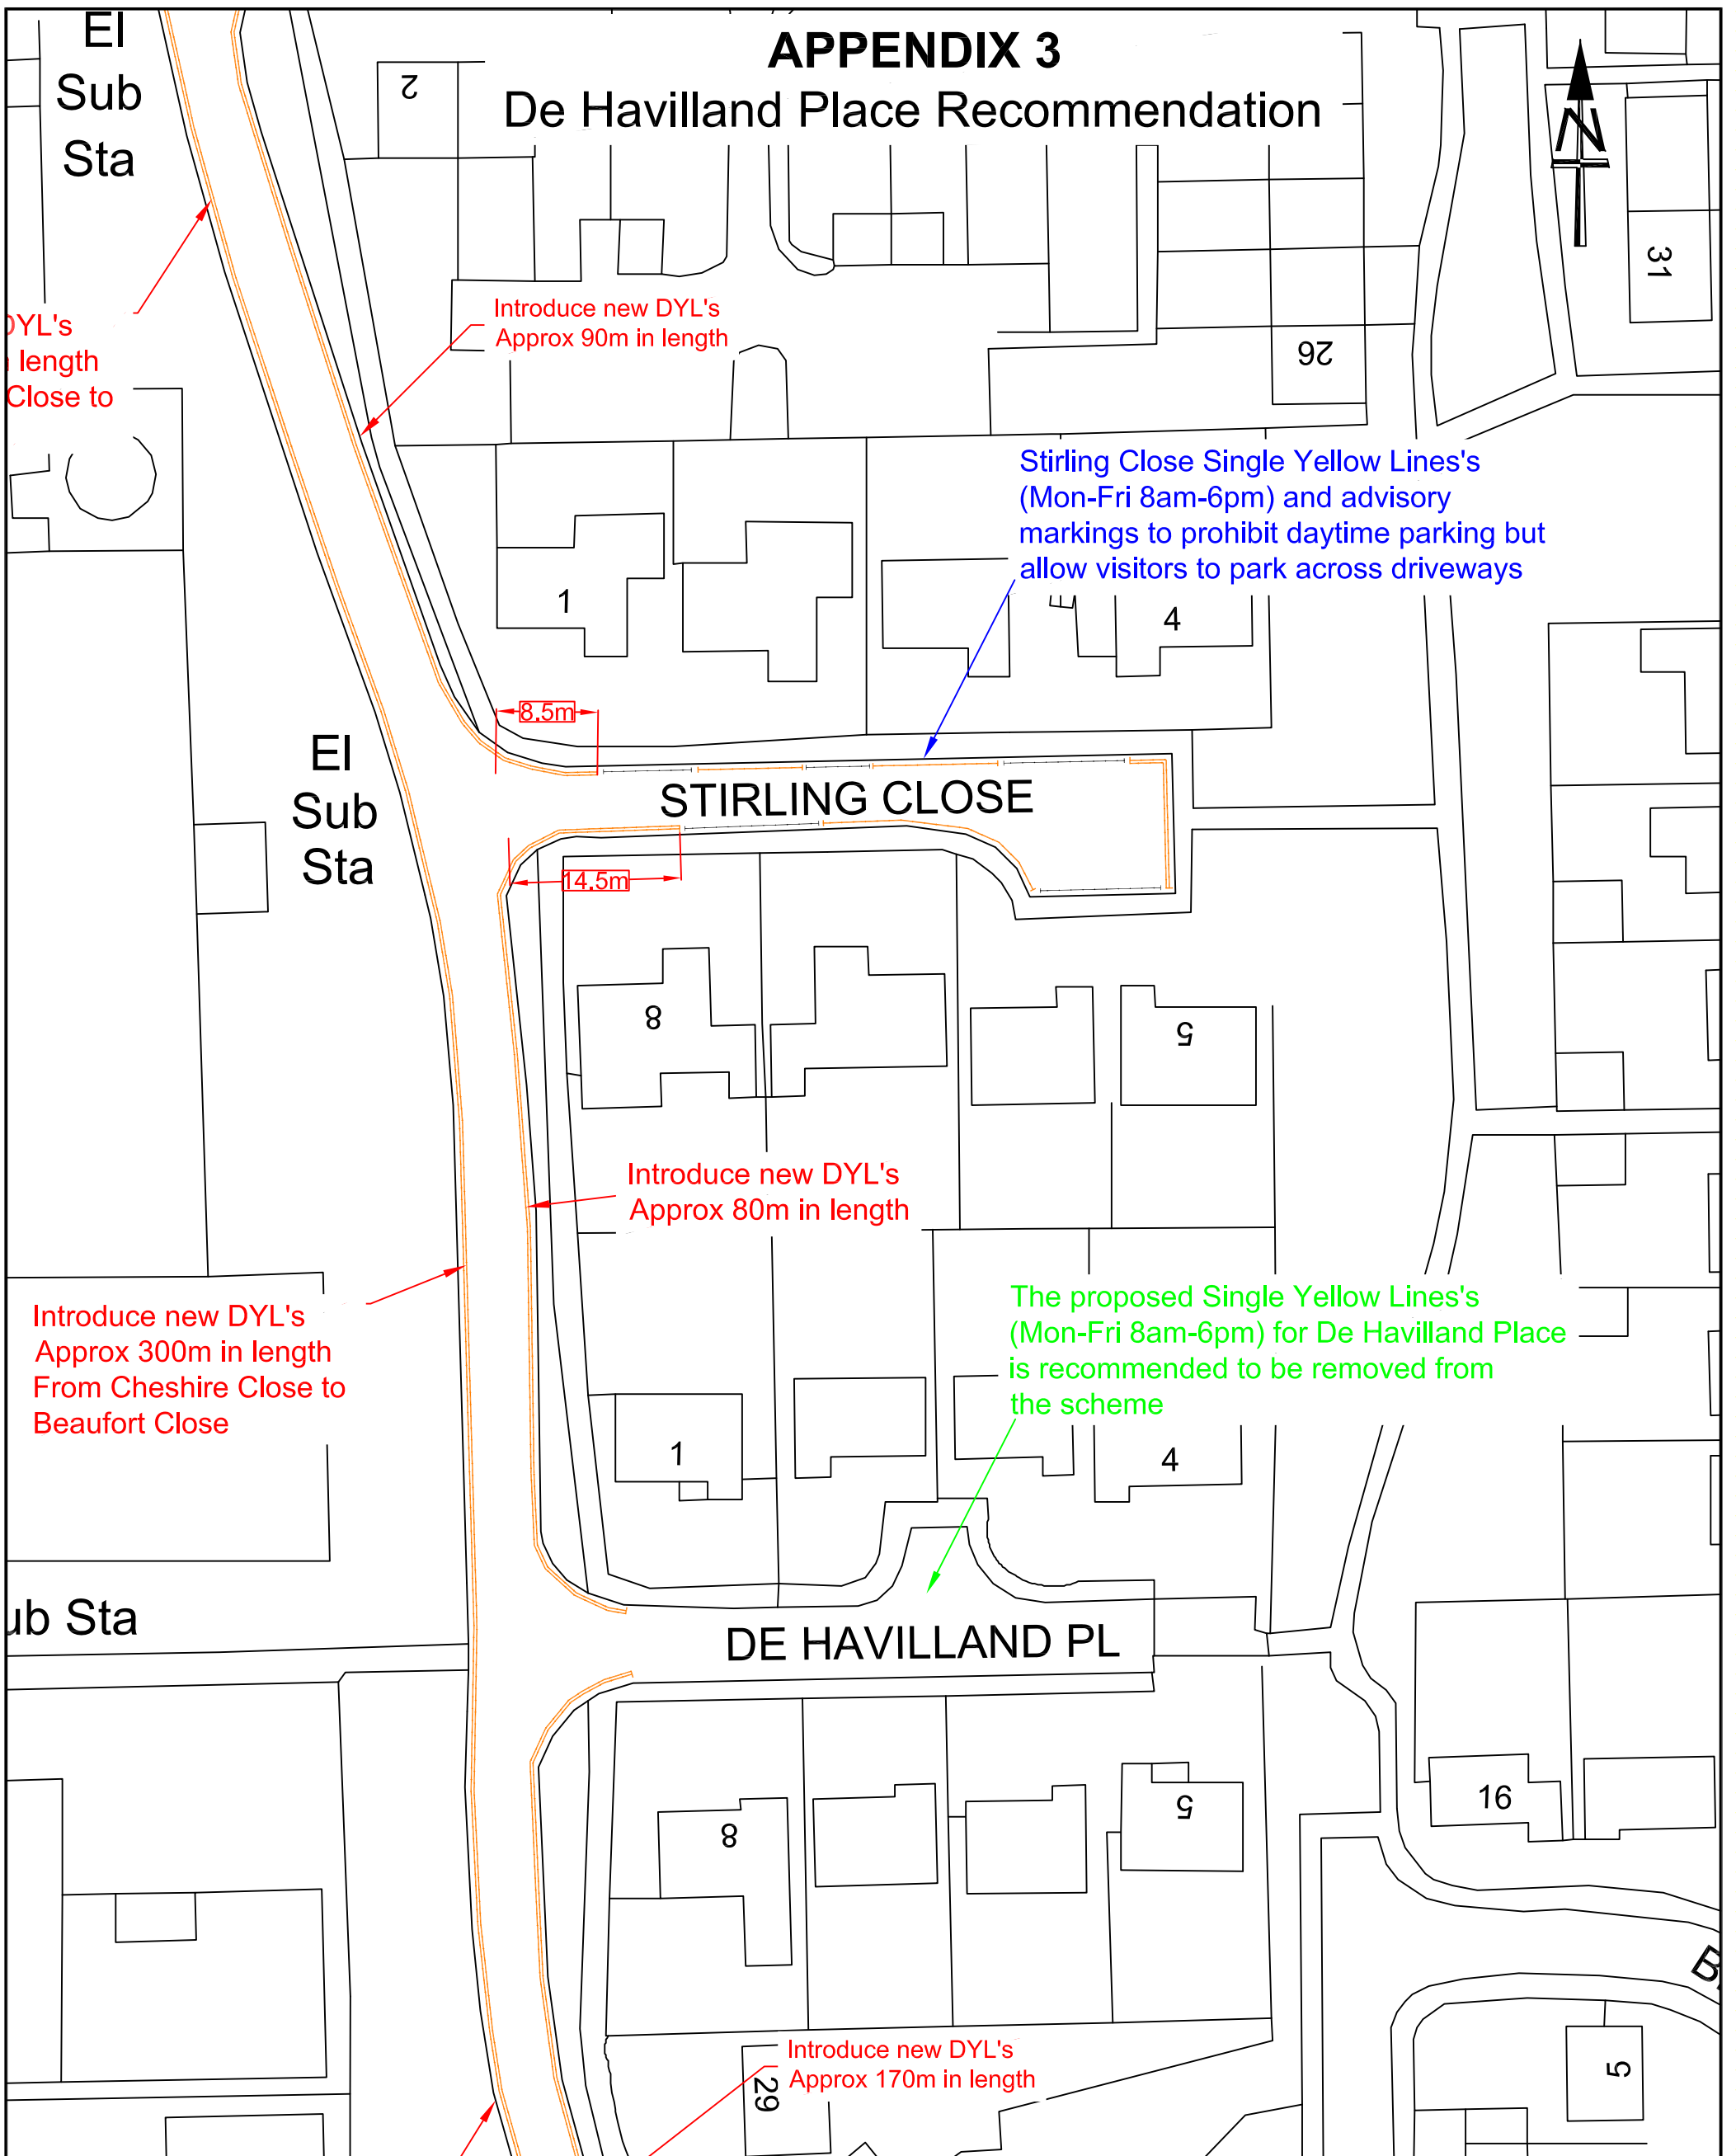 APPENDIX 3
De Havilland Place Recommendation
El
Sub
Sta
2
N
31
DYL's
length
Close to
Introduce new DYL's
Approx 90m in length
26
Stirling Close Single Yellow Lines's
(Mon-Fri 8am-6pm) and advisory
markings to prohibit daytime parking but
allow visitors to park across driveways
1
4
8.5m
El
Sub
Sta
STIRLING CLOSE
14.5m
8
5
Introduce new DYL's
Approx 80m in length
Introduce new DYL's
Approx 300m in length
From Cheshire Close to
Beaufort Close
The proposed Single Yellow Lines's
(Mon-Fri 8am-6pm) for De Havilland Place
is recommended to be removed from
the scheme
1
4
ub Sta
DE HAVILLAND PL
8
5
16
Introduce new DYL's
Approx 170m in length
29
5